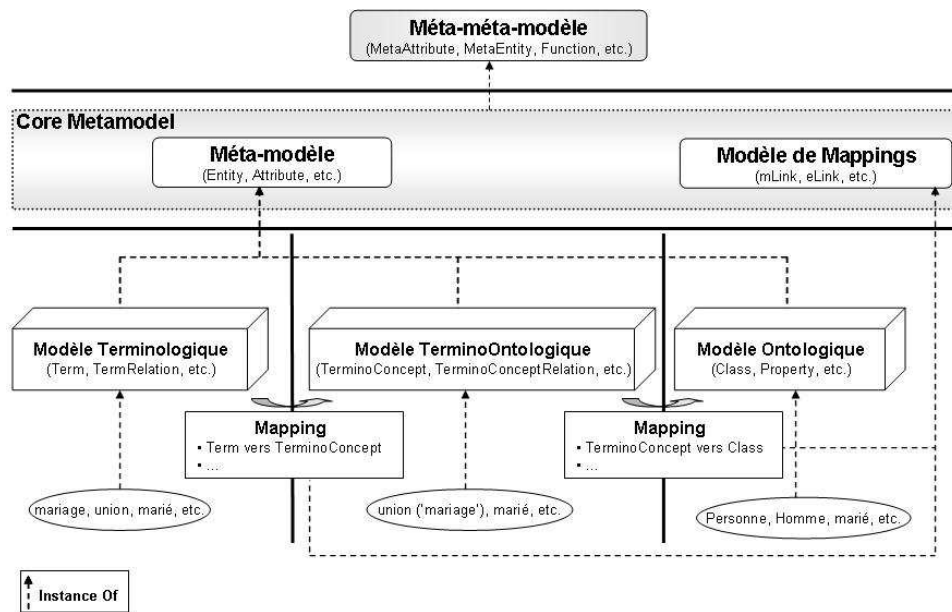 Méta-méta-modèle
(MetaAttribute, MetaEntity, Function, etc.)
Core Metamodel
Méta-modèle
(Entity, Attribute, etc.)
Modèle de Mappings
(mLink, eLink, etc.)
Modèle Terminologique
(Term, TermRelation, etc.)
Modèle TerminoOntologique
(TerminoConcept, TerminoConceptRelation, etc.)
Modèle Ontologique
(Class, Property, etc.)
Mapping
▪ Term vers TerminoConcept
▪ ...
Mapping
▪ TerminoConcept vers Class
▪ ...
mariage, union, marié, etc.
union ('mariage'), marié, etc.
Personne, Homme, marié, etc.
Instance Of